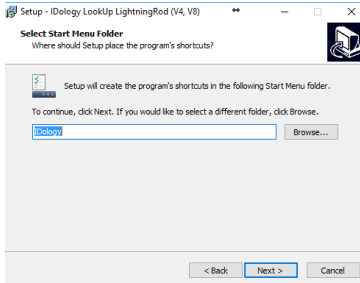 Setup - IDology LookUp LightningRod (V4, V8)
Select Start Menu Folder
Where should Setup place the program's shortcuts?
Setup will create the program's shortcuts in the following Start Menu folder.
To continue, click Next. If you would like to select a different folder, click Browse.
IDology
Browse...
< Back
Next >
Cancel